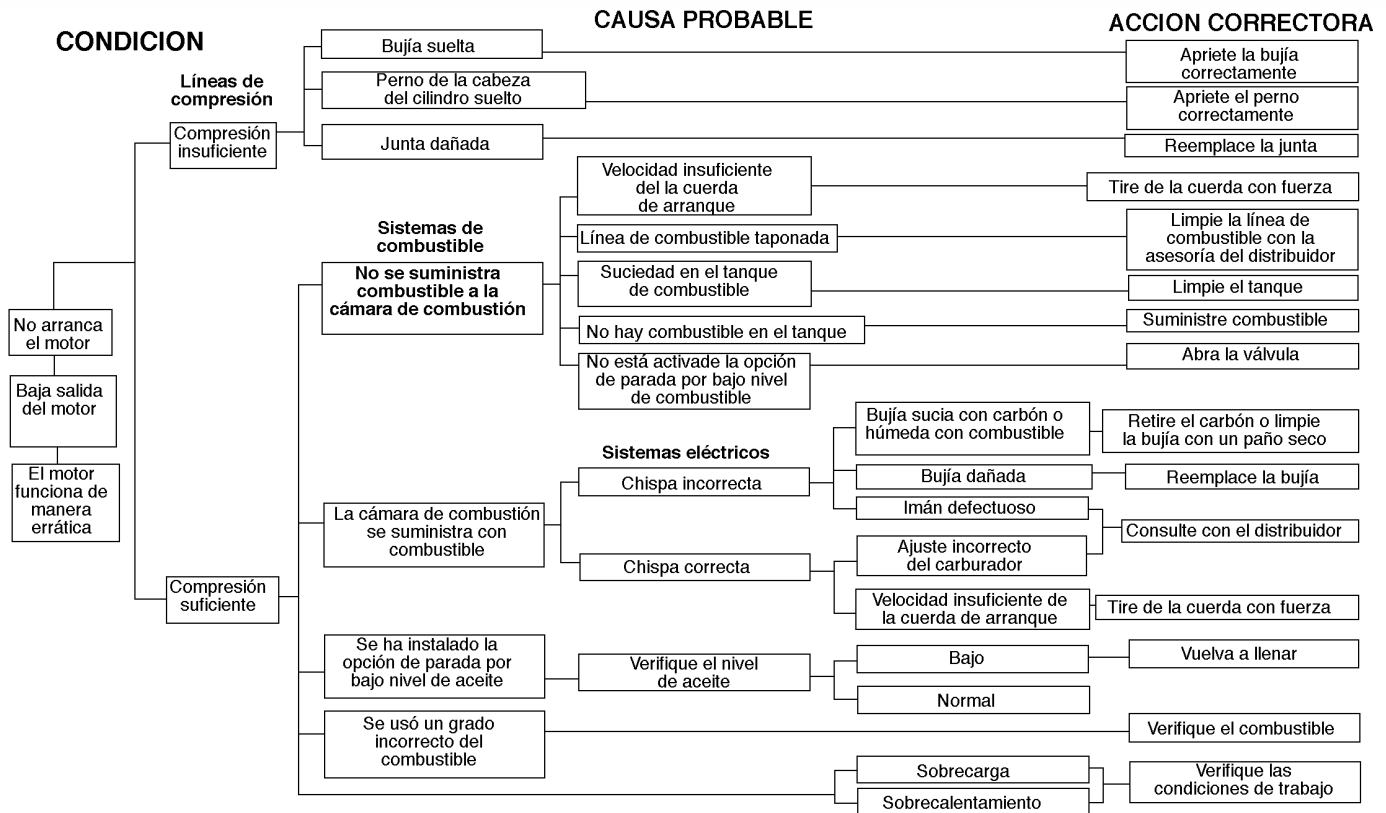 CONDICION
CAUSA PROBABLE
ACCION CORRECTORA
No arranca
el motor
Baja salida
del motor
El motor
funciona de
manera
errática
Líneas de
compresión
Compresión
insuficiente
Bujía suelta
Apriete la bujía
correctamente
Perno de la cabeza
del cilindro suelto
Apriete el perno
correctamente
Junta dañada
Reemplace la junta
Compresión
suficiente
Sistemas de
combustible
No se suministra
combustible a la
cámara de combustión
Velocidad insuficiente
del la cuerda
de arranque
Tire de la cuerda con fuerza
Línea de combustible taponada
Limpie la línea de
combustible con la
asesoría del distribuidor
Suciedad en el tanque
de combustible
Limpie el tanque
No hay combustible en el tanque
Suministre combustible
No está activade la opción
de parada por bajo nivel
de combustible
Abra la válvula
La cámara de combustión
se suministra con
combustible
Sistemas eléctricos
Chispa incorrecta
Bujía sucia con carbón o
húmeda con combustible
Retire el carbón o limpie
la bujía con un paño seco
Bujía dañada
Reemplace la bujía
Imán defectuoso
Consulte con el distribuidor
Chispa correcta
Ajuste incorrecto
del carburador
Velocidad insuficiente de
la cuerda de arranque
Tire de la cuerda con fuerza
Se ha instalado la
opción de parada por
bajo nivel de aceite
Verifique el nivel
de aceite
Bajo
Vuelva a llenar
Normal
Se usó un grado
incorrecto del
combustible
Verifique el combustible
Sobrecarga
Sobrecalentamiento
Verifique las
condiciones de trabajo